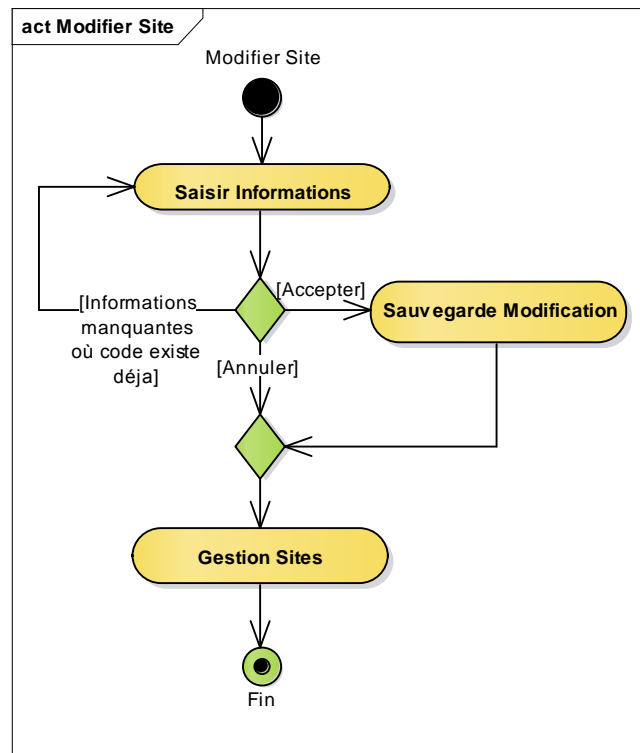 act Modifier Site
Modifier Site
Saisir Informations
[Accepter]
[Informations
manquantes
où code existe
déja]
Sauvegarde Modification
[Annuler]
Gestion Sites
Fin